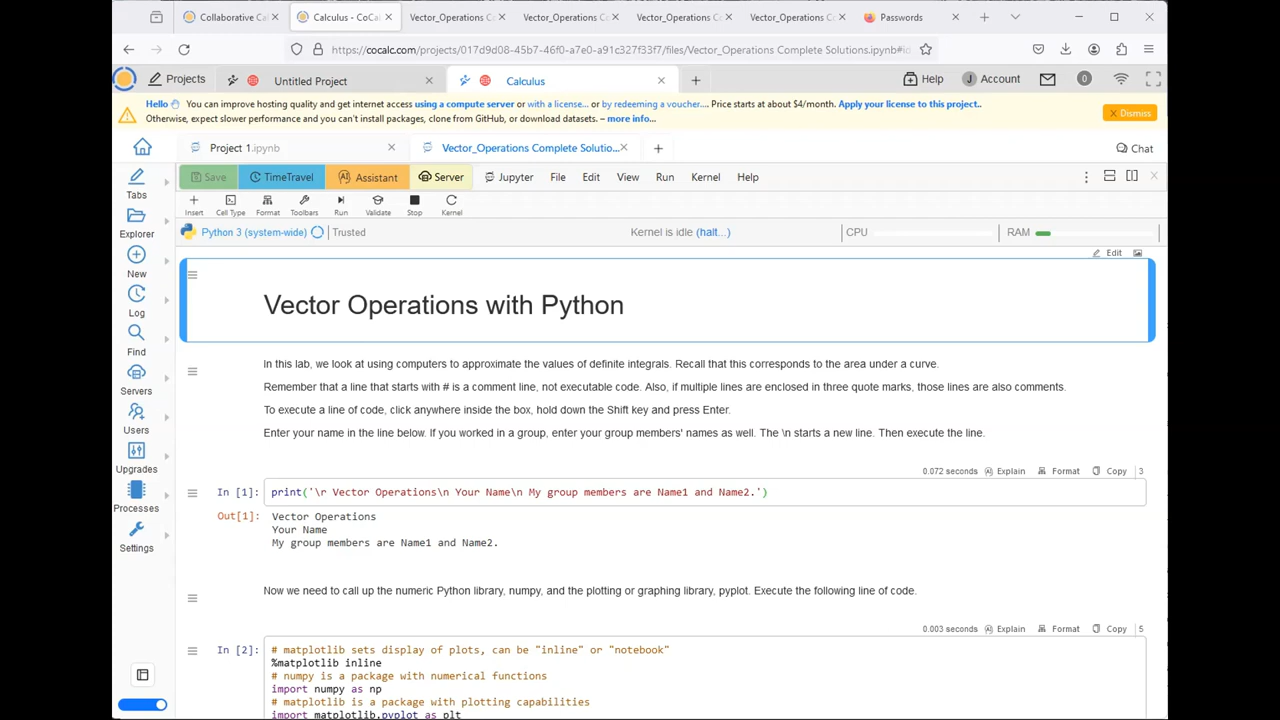 Collaborative Ca
Calculus - CoCal
Vector_Operations Co
Vector_Operations Co
Vector_Operations Co
Vector_Operations Co
Passwords
https://cocalc.com/projects/017d9d08-45b7-46f0-a7e0-a91c327f33f7/files/Vector_Operations Complete Solutions.ipynb#id
Projects
Untitled Project
Calculus
Help
J Account
0
Hello You can improve hosting quality and get internet access using a compute server or with a license... or by redeeming a voucher.... Price starts at about $4/month. Apply your license to this project..
Otherwise, expect slower performance and you can't install packages, clone from GitHub, or download datasets. – more info...
Dismiss
Project 1.ipynb
Vector_Operations Complete Solutio...
Chat
Save
TimeTravel
AI Assistant
Server
Jupyter
File
Edit
View
Run
Kernel
Help
Tabs
Explorer
New
Log
Find
Servers
Users
Upgrades
Processes
Settings
Insert
Cell Type
Format
Toolbars
Run
Validate
Stop
Kernel
Python 3 (system-wide)
Trusted
Kernel is idle (halt...)
CPU
RAM
Edit
Vector Operations with Python
In this lab, we look at using computers to approximate the values of definite integrals. Recall that this corresponds to the area under a curve.
Remember that a line that starts with # is a comment line, not executable code. Also, if multiple lines are enclosed in three quote marks, those lines are also comments.
To execute a line of code, click anywhere inside the box, hold down the Shift key and press Enter.
Enter your name in the line below. If you worked in a group, enter your group members' names as well. The \n starts a new line. Then execute the line.
0.072 seconds AI Explain Format Copy 3
In [1]: print('\r Vector Operations\n Your Name\n My group members are Name1 and Name2.')
Out[1]: Vector Operations
Your Name
My group members are Name1 and Name2.
Now we need to call up the numeric Python library, numpy, and the plotting or graphing library, pyplot. Execute the following line of code.
0.003 seconds AI Explain Format Copy 5
In [2]: # matplotlib sets display of plots, can be "inline" or "notebook"
%matplotlib inline
# numpy is a package with numerical functions
import numpy as np
# matplotlib is a package with plotting capabilities
import matplotlib.pyplot as plt